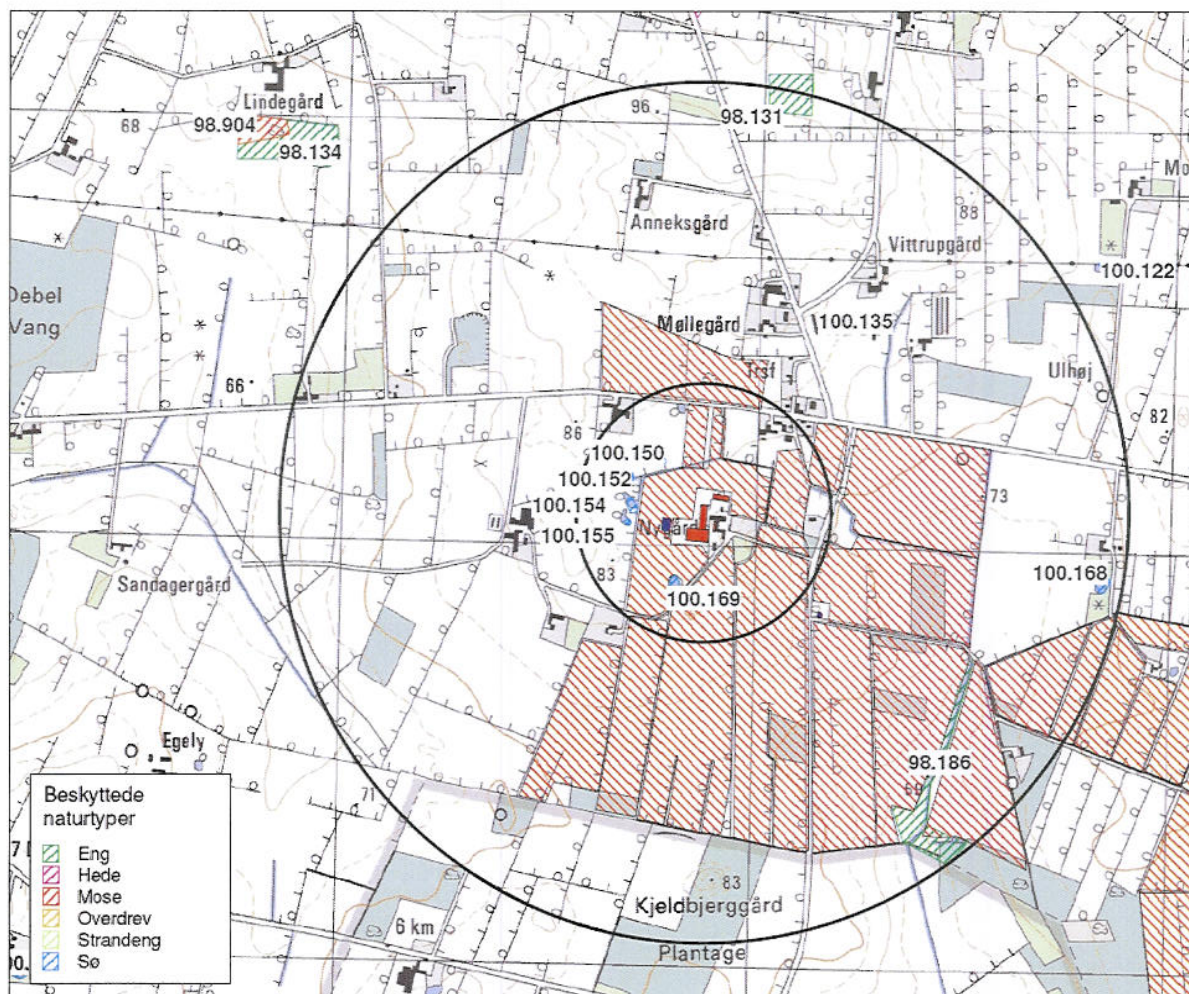 Lindegård
98.904
68
98.134
96
98.131
Anneksgård
88
Vittrupgård
100.122
Debel
Vang
Møllegård
100.135
Trsf
Ulhøj
66
82
86
100.150
100.152
100.154
100.155
73
83
100.168
Sandagergård
100.169
Egely
98.186
71
Beskyttede
naturtyper
Eng
Hede
Mose
Overdrev
Strandeng
Sø
83
Kjeldbjerggård
6 km
Plantage